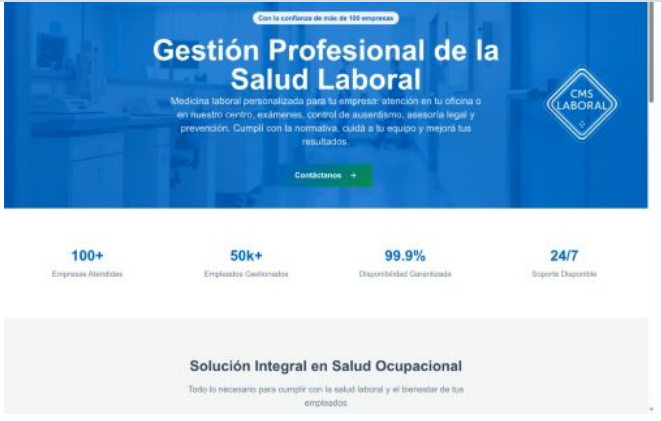 Con la confianza de más de 100 empresas
Gestión Profesional de la
Salud Laboral
Medicina laboral personalizada para tu empresa: atención en tu oficina o
en nuestro centro, exámenes, control de ausentismo, asesoría legal y
prevención. Cumplí con la normativa, cuidá a tu equipo y mejorá tus
resultados.
CMS
LABORAL
Contáctanos →
100+
Empresas Atendidas
50k+
Empleados Gestionados
99.9%
Disponibilidad Garantizada
24/7
Soporte Disponible
Solución Integral en Salud Ocupacional
Todo lo necesario para cumplir con la salud laboral y el bienestar de tus
empleados